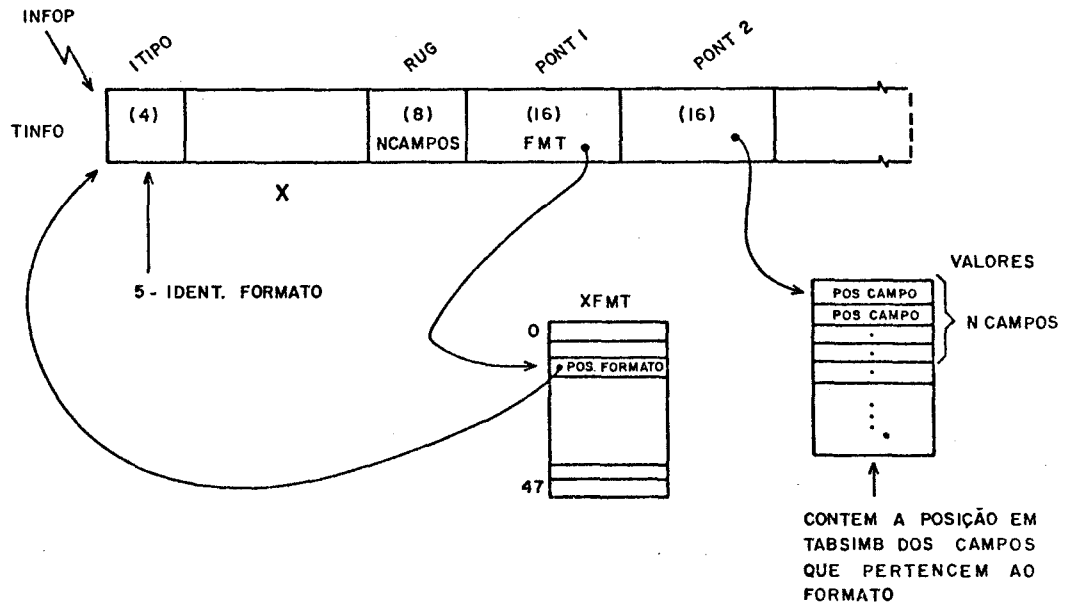 INFOP
ITIPO
RUG
PONT 1
PONT 2
TINFO
(4)
(8)
NCAMPOS
(16)
FMT
(16)
X
5 - IDENT. FORMATO
XFMT
0
POS. FORMATO
47
VALORES
POS CAMPO
POS CAMPO
N CAMPOS
CONTEM A POSIÇÃO EM
TABSIMB DOS CAMPOS
QUE PERTENCEM AO
FORMATO